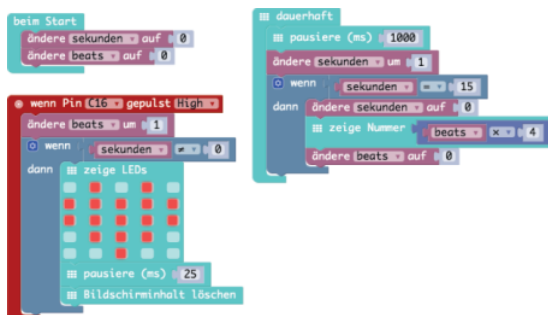 beim Start
ändere sekunden auf 0
ändere beats auf 0
wenn Pin C16 gepulst High
ändere beats um 1
wenn sekunden ≠ 0
dann zeige LEDs
pausiere (ms) 25
Bildschirminhalt löschen
dauerhaft
pausiere (ms) 1000
ändere sekunden um 1
wenn sekunden = 15
dann ändere sekunden auf 0
zeige Nummer beats × 4
ändere beats auf 0